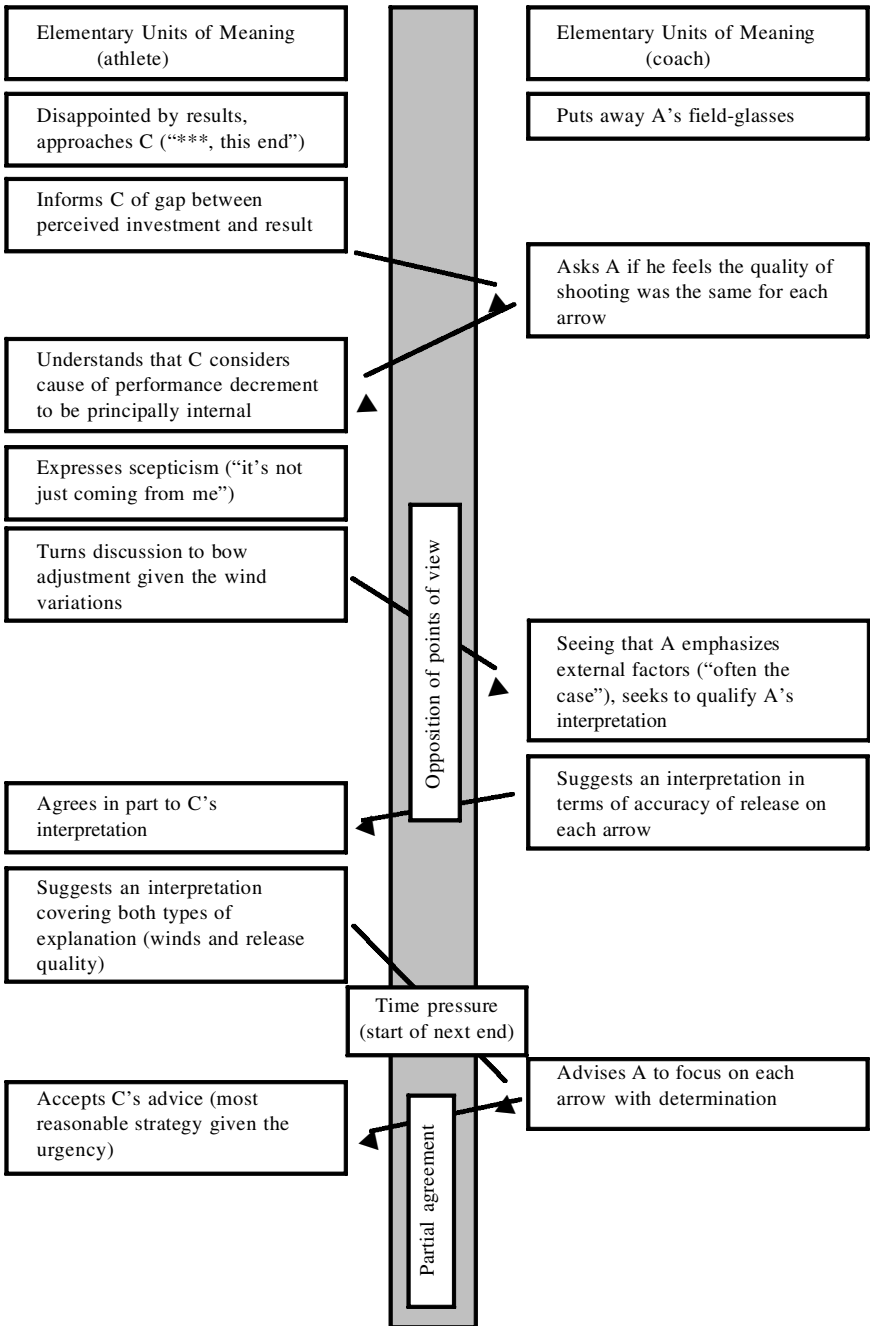 Elementary Units of Meaning
(athlete)
Elementary Units of Meaning
(coach)
Disappointed by results,
approaches C (“***, this end”)
Puts away A’s field-glasses
Informs C of gap between
perceived investment and result
Asks A if he feels the quality of
shooting was the same for each
arrow
Understands that C considers
cause of performance decrement
to be principally internal
Expresses scepticism (“it’s not
just coming from me”)
Turns discussion to bow
adjustment given the wind
variations
Opposition of points of view
Seeing that A emphasizes
external factors (“often the
case”), seeks to qualify A’s
interpretation
Suggests an interpretation in
terms of accuracy of release on
each arrow
Agrees in part to C’s
interpretation
Suggests an interpretation
covering both types of
explanation (winds and release
quality)
Time pressure
(start of next end)
Advises A to focus on each
arrow with determination
Accepts C’s advice (most
reasonable strategy given the
urgency)
Partial agreement